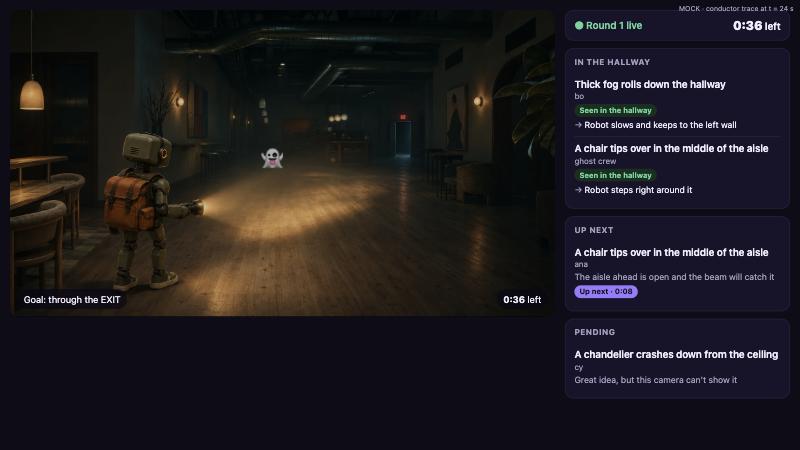 MOCK · conductor trace at t = 24 s
Round 1 live
0:36 left
IN THE HALLWAY
Thick fog rolls down the hallway
bo
Seen in the hallway
→ Robot slows and keeps to the left wall
A chair tips over in the middle of the aisle
ghost crew
Seen in the hallway
→ Robot steps right around it
UP NEXT
A chair tips over in the middle of the aisle
ana
The aisle ahead is open and the beam will catch it
Up next · 0:08
PENDING
A chandelier crashes down from the ceiling
cy
Great idea, but this camera can't show it
Goal: through the EXIT
0:36 left